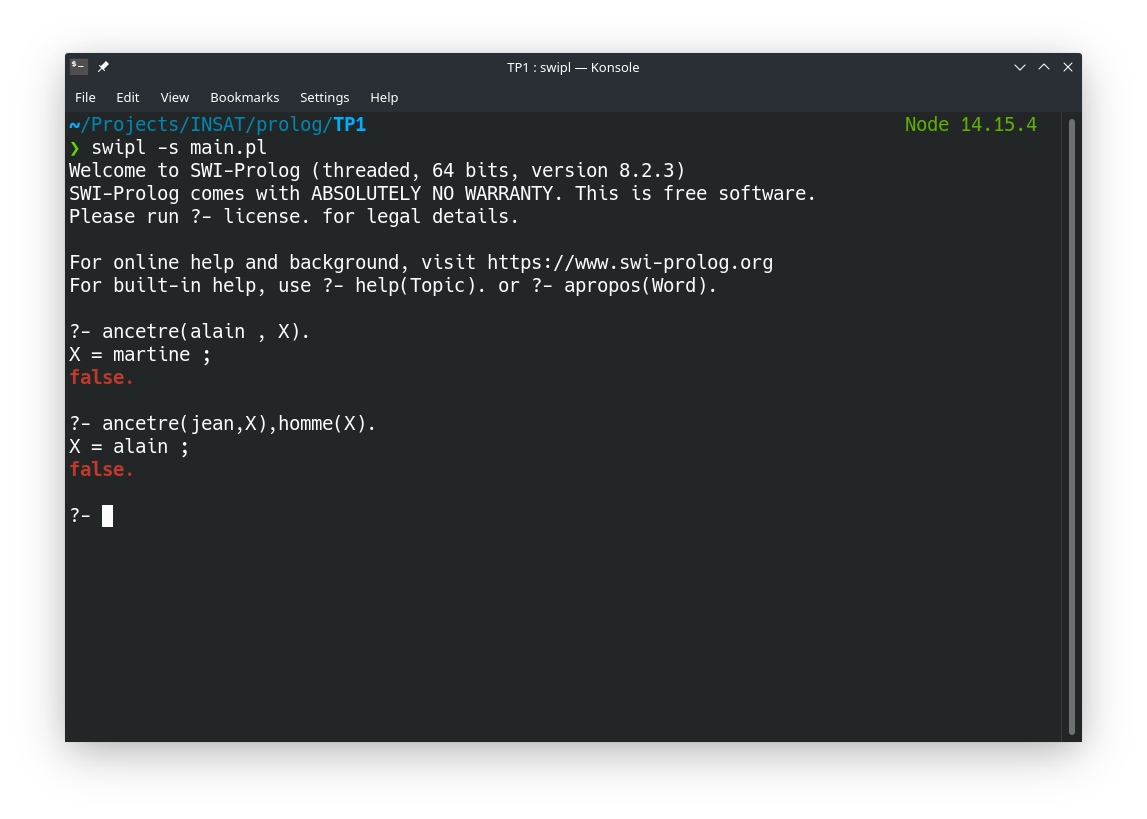 TP1 : swipl — Konsole
File Edit View Bookmarks Settings Help
~/Projects/INSAT/prolog/TP1 Node 14.15.4
❯ swipl -s main.pl
Welcome to SWI-Prolog (threaded, 64 bits, version 8.2.3)
SWI-Prolog comes with ABSOLUTELY NO WARRANTY. This is free software.
Please run ?- license. for legal details.
For online help and background, visit https://www.swi-prolog.org
For built-in help, use ?- help(Topic). or ?- apropos(Word).
?- ancetre(alain , X).
X = martine ;
false.
?- ancetre(jean,X),homme(X).
X = alain ;
false.
?-